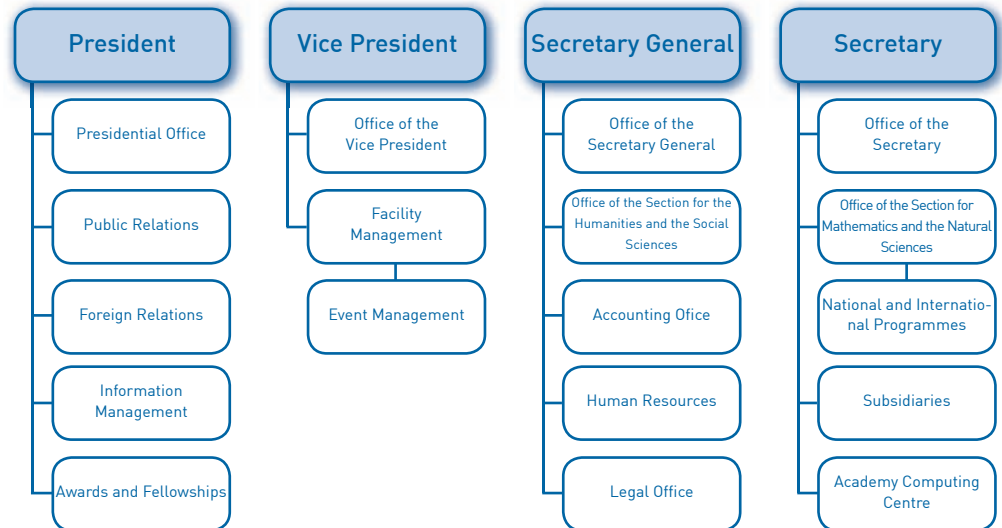 President
Presidential Office
Public Relations
Foreign Relations
Information
Management
Awards and Fellowships
Vice President
Office of the
Vice President
Facility
Management
Event Management
Secretary General
Office of the
Secretary General
Office of the Section for the
Humanities and the Social
Sciences
Accounting Ofice
Human Resources
Legal Office
Secretary
Office of the
Secretary
Office of the Section for
Mathematics and the Natural
Sciences
National and Internatio-
nal Programmes
Subsidiaries
Academy Computing
Centre